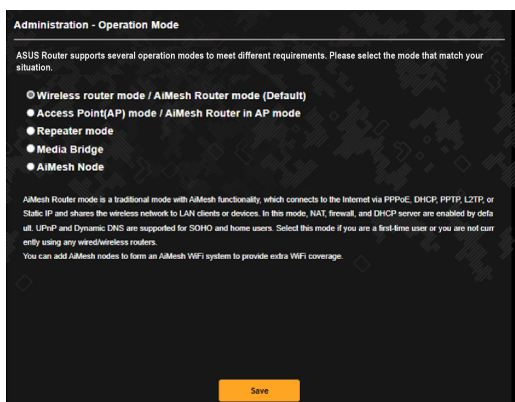 Administration - Operation Mode
ASUS Router supports several operation modes to meet different requirements. Please select the mode that match your
situation.
Wireless router mode / AiMesh Router mode (Default)
Access Point(AP) mode / AiMesh Router in AP mode
Repeater mode
Media Bridge
AiMesh Node
AiMesh Router mode is a traditional mode with AiMesh functionality, which connects to the Internet via PPPoE, DHCP, PPTP, L2TP, or
Static IP and shares the wireless network to LAN clients or devices. In this mode, NAT, firewall, and DHCP server are enabled by defa
ult. UPnP and Dynamic DNS are supported for SOHO and home users. Select this mode if you are a first-time user or you are not curr
ently using any wired/wireless routers.
You can add AiMesh nodes to form an AiMesh WiFi system to provide extra WiFi coverage.
Save